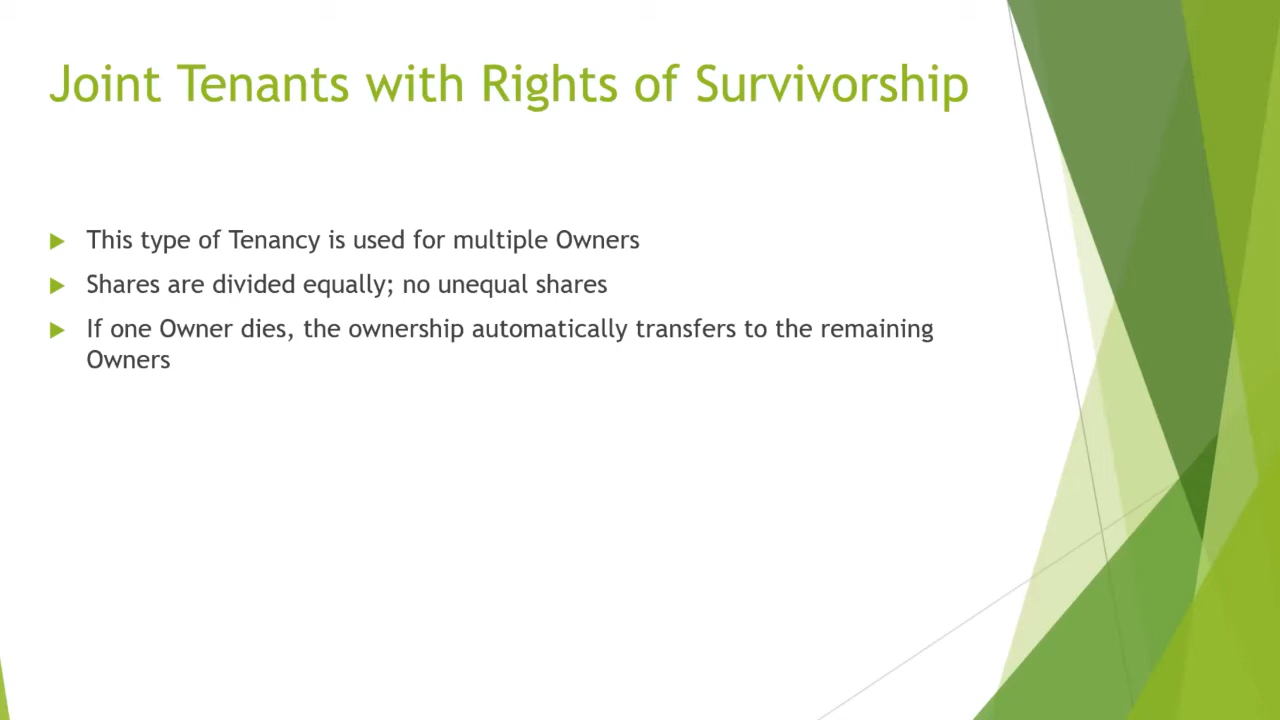 Joint Tenants with Rights of Survivorship
This type of Tenancy is used for multiple Owners
Shares are divided equally; no unequal shares
If one Owner dies, the ownership automatically transfers to the remaining
Owners